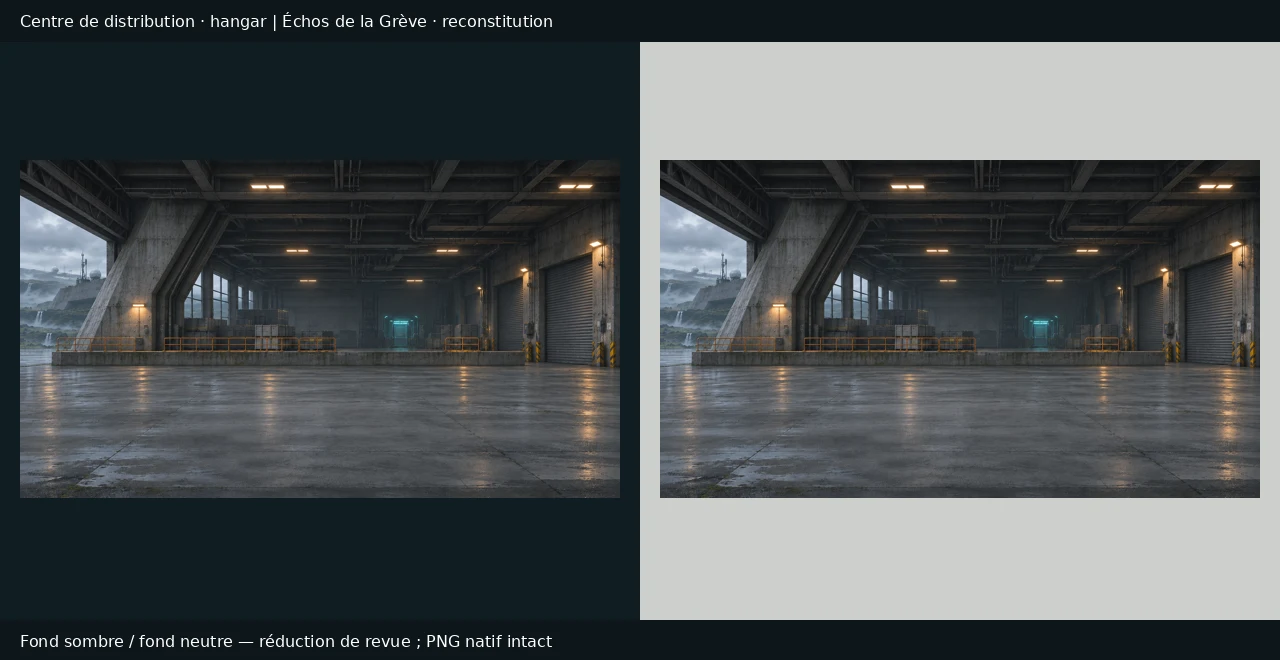 Centre de distribution · hangar | Échos de la Grève · reconstitution
Fond sombre / fond neutre — réduction de revue ; PNG natif intact